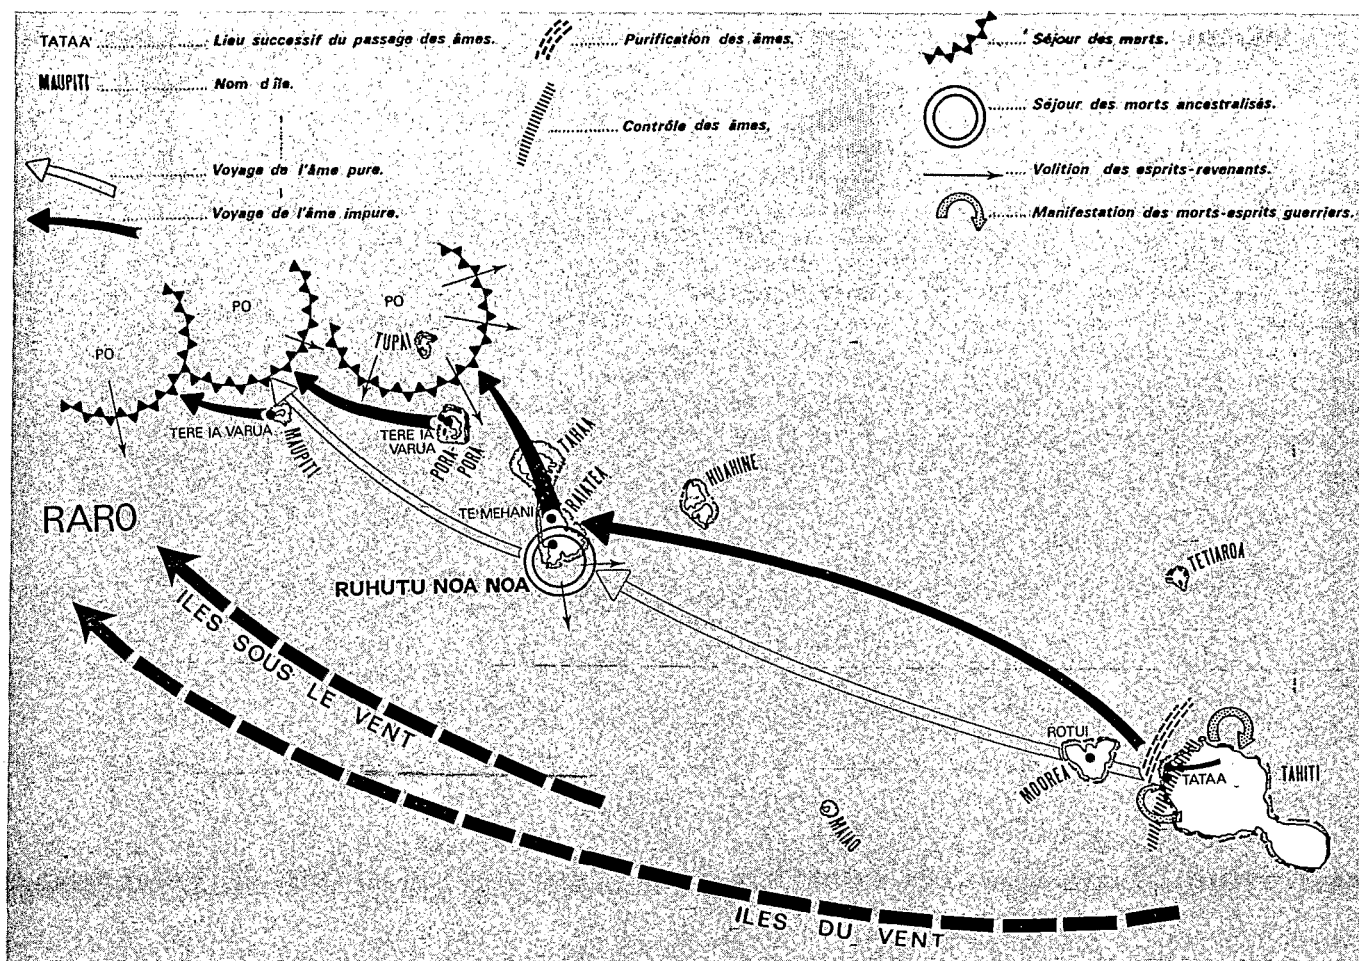 TATAA' .................... Lieu successif du passage des âmes.
MAUPITI .................... Nom d'île.
.......... Voyage de l'âme pure.
.......... Voyage de l'âme impure.
.......... Purification des âmes.
.......... Contrôle des âmes.
...... Séjour des morts.
...... Séjour des morts ancestralisés.
...... Volition des esprits-revenants.
...... Manifestation des morts-esprits guerriers.
PO
PO
PO
TUPAI
TERE IA VARUA
MAUPITI
TERE IA
VARUA
PORA-
PORA
TAHAA
RAIATEA
HUAHINE
TE MEHANI
RARO
RUHUTU NOA NOA
TETIAROA
ILES SOUS LE VENT
ROTUI
MOOREA
TATAA
TAHITI
MAIAO
ILES DU VENT